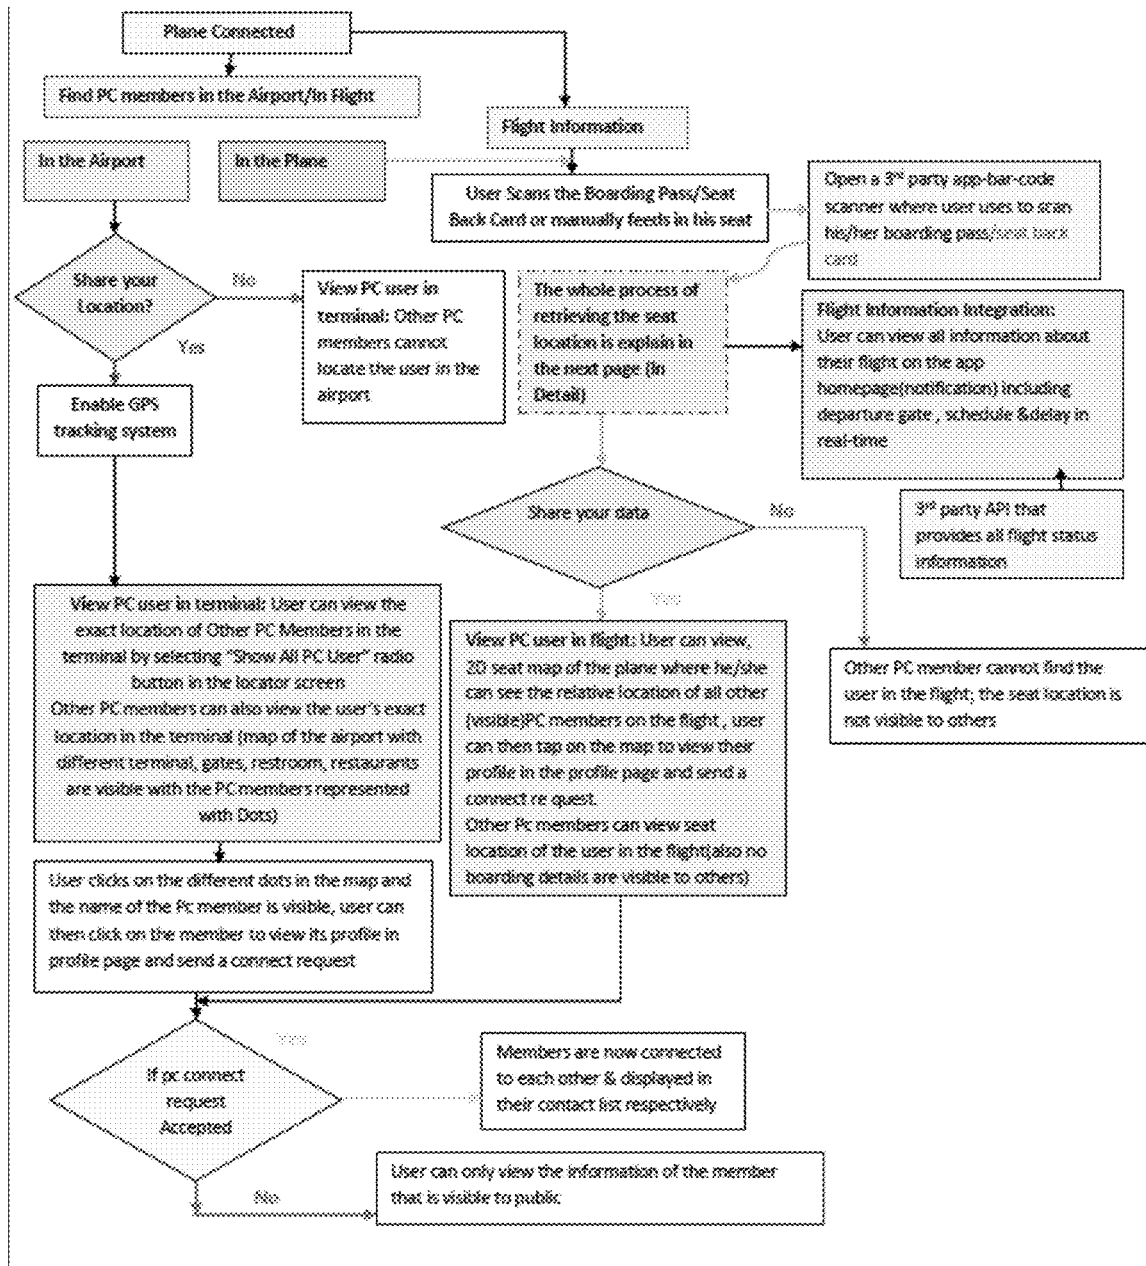 Plane Connected
Find PC members in the Airport/In Flight
Flight Information
In the Airport
In the Plane
User Scans the Boarding Pass/Seat
Back Card or manually feeds in his seat
Open a 3rd party app-bar-code
scanner where user uses to scan
his/her boarding pass/seat back
card
Share your
Location?
No
Yes
View PC user in
terminal: Other PC
members cannot
locate the user in the
airport
The whole process of
retrieving the seat
location is explain in
the next page (In
Detail)
Flight Information Integration:
User can view all information about
their flight on the app
homepage(notification) including
departure gate , schedule &delay in
real-time
Enable GPS
tracking system
Share your data
No
Yes
3rd party API that
provides all flight status
information
View PC user in terminal: User can view the
exact location of Other PC Members in the
terminal by selecting "Show All PC User" radio
button in the locator screen
Other PC members can also view the user's exact
location in the terminal (map of the airport with
different terminal, gates, restroom, restaurants
are visible with the PC members represented
with Dots)
View PC user in flight: User can view,
2D seat map of the plane where he/she
can see the relative location of all other
(visible)PC members on the flight , user
can then tap on the map to view their
profile in the profile page and send a
connect re quest.
Other Pc members can view seat
location of the user in the flight(also no
boarding details are visible to others)
Other PC member cannot find the
user in the flight; the seat location is
not visible to others
User clicks on the different dots in the map and
the name of the Pc member is visible, user can
then click on the member to view its profile in
profile page and send a connect request
If pc connect
request
Accepted
Yes
Members are now connected
to each other & displayed in
their contact list respectively
No
User can only view the information of the member
that is visible to public